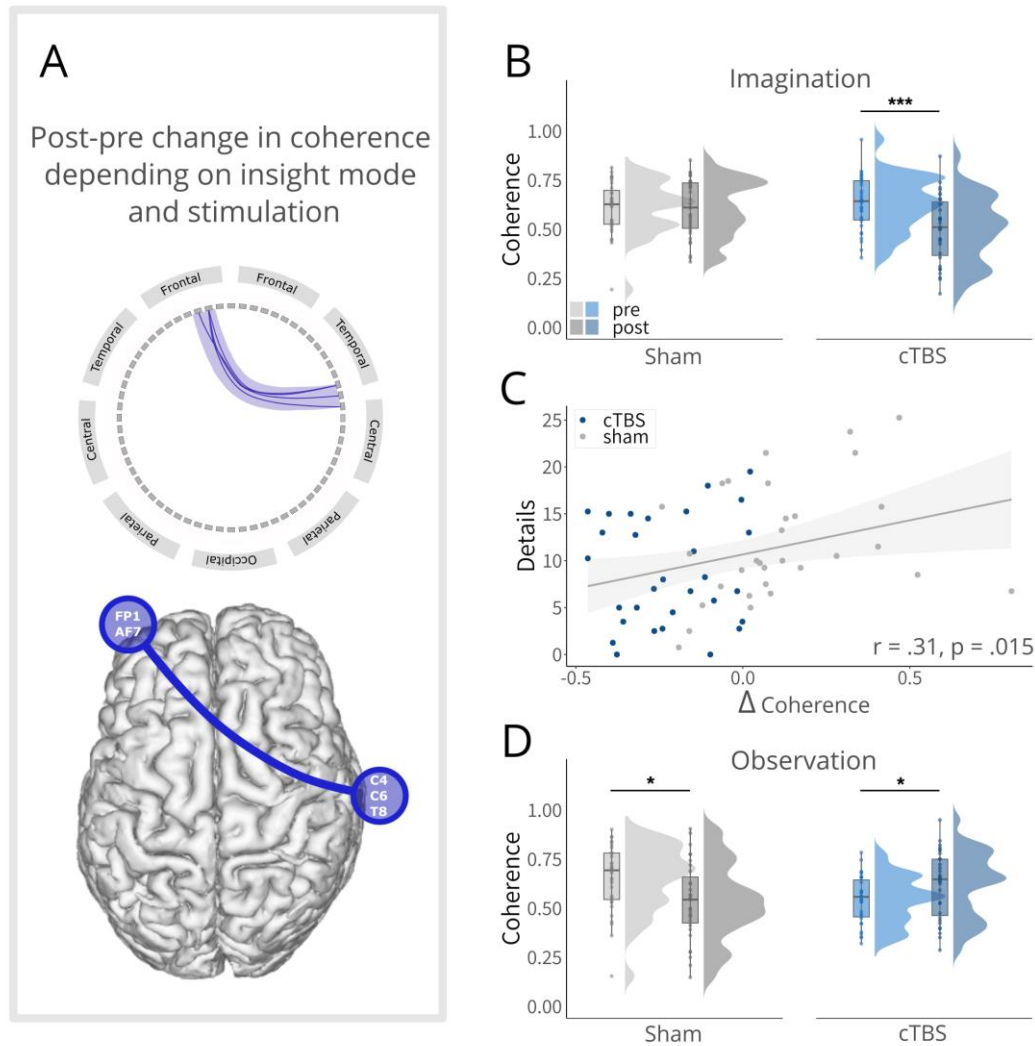 A
Post-pre change in coherence
depending on insight mode
and stimulation
Frontal
Frontal
Temporal
Temporal
Central
Central
Parietal
Parietal
Occipital
FP1
AF7
C4
C6
T8
B
Imagination
***
Coherence
1.00
0.75
0.50
0.25
0.00
pre
post
Sham
cTBS
C
cTBS
sham
Details
25
20
15
10
5
0
r = .31, p = .015
-0.5
0.0
0.5
Δ Coherence
D
Observation
*
*
Coherence
1.00
0.75
0.50
0.25
0.00
Sham
cTBS